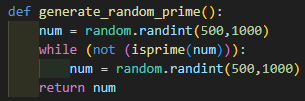 def generate_random_prime():
    num = random.randint(500,1000)
    while (not (isprime(num))):
        num = random.randint(500,1000)
    return num